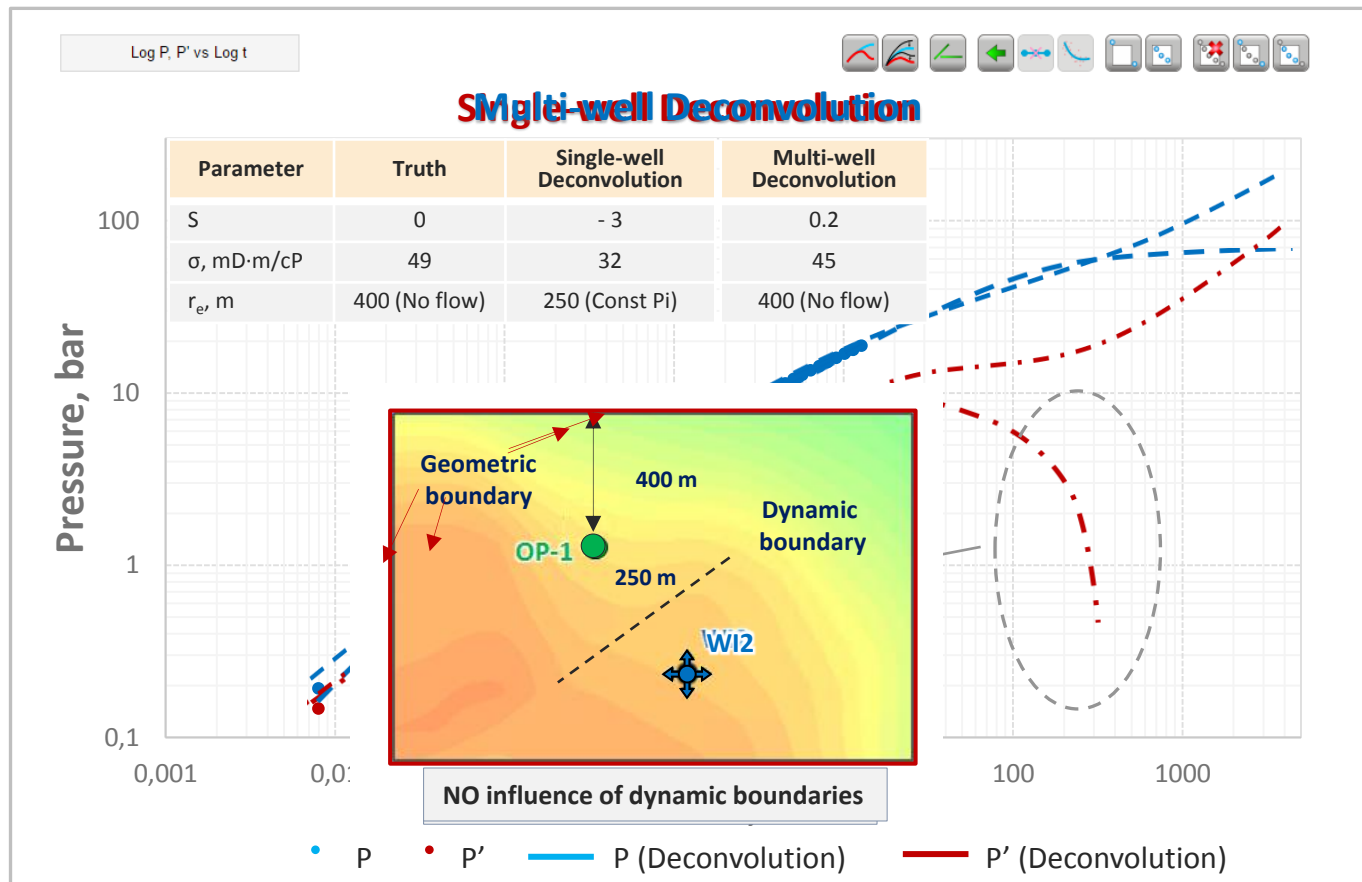 Log P, P' vs Log t
Multi-well Deconvolution
Parameter Truth Single-well Deconvolution Multi-well Deconvolution
S 0 - 3 0.2
σ, mD·m/cP 49 32 45
rₑ, m 400 (No flow) 250 (Const Pi) 400 (No flow)
Pressure, bar
100
10
1
0,1
0,001
100
1000
Geometric
boundary
400 m
Dynamic
boundary
OP-1
250 m
WI2
NO influence of dynamic boundaries
P P' P (Deconvolution) P' (Deconvolution)